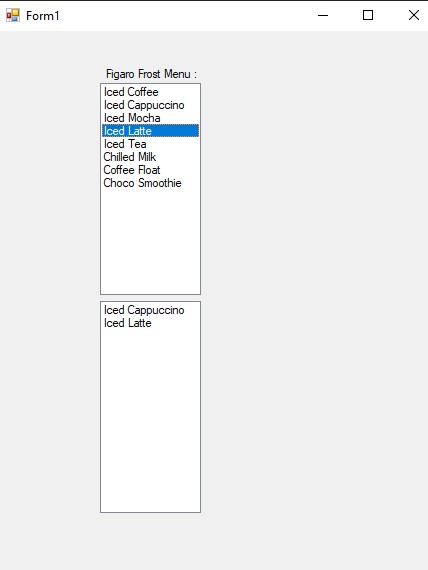 Form1
Figaro Frost Menu :
Iced Coffee
Iced Cappuccino
Iced Mocha
Iced Latte
Iced Tea
Chilled Milk
Coffee Float
Choco Smoothie
Iced Cappuccino
Iced Latte